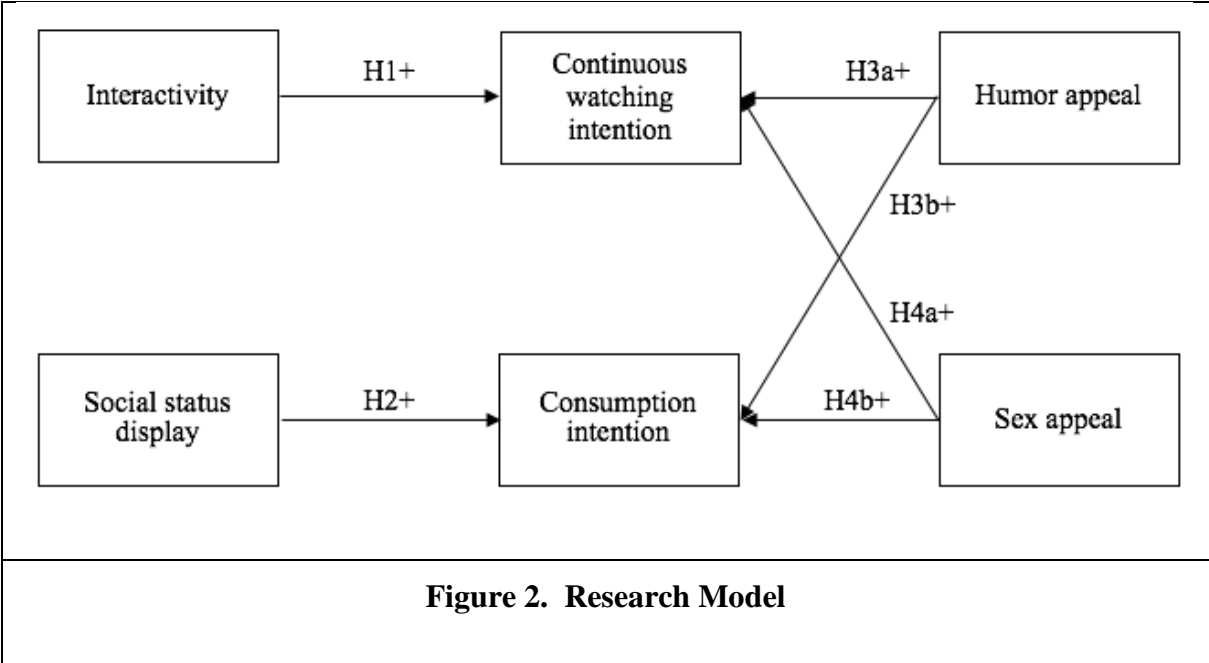 Interactivity
H1+
Continuous
watching
intention
H3a+
Humor appeal
H3b+
H4a+
Social status
display
H2+
Consumption
intention
H4b+
Sex appeal
Figure 2.  Research Model